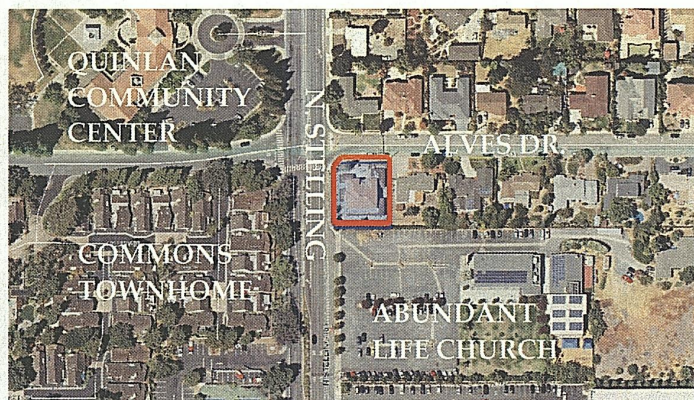 QUINLAN
COMMUNITY
CENTER
N. STELLING
ALVES DR.
COMMONS
TOWNHOME
ABUNDANT
LIFE CHURCH